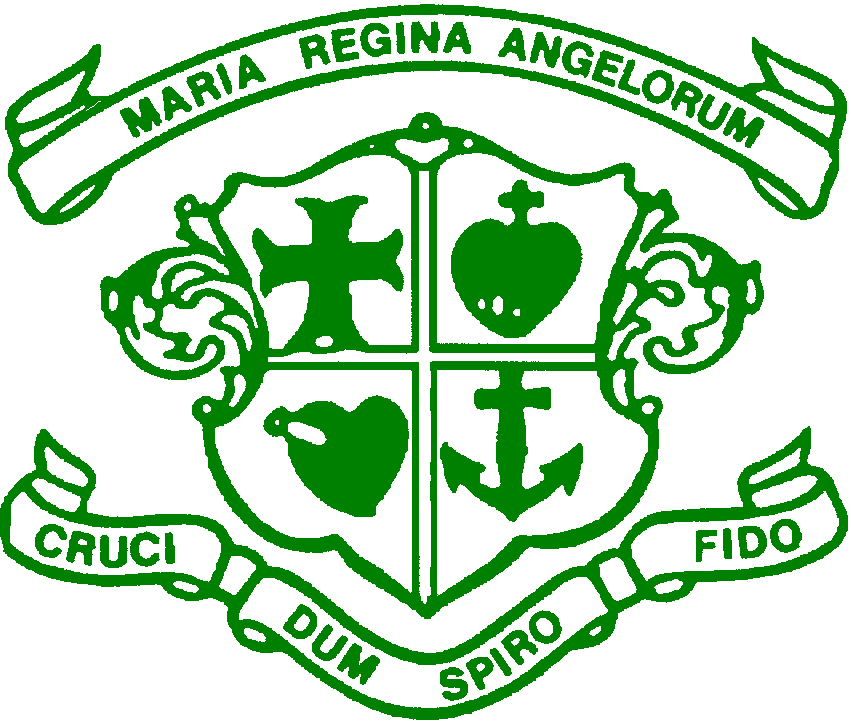 MARIA REGINA ANGELORUM
CRUCI DUM SPIRO FIDO